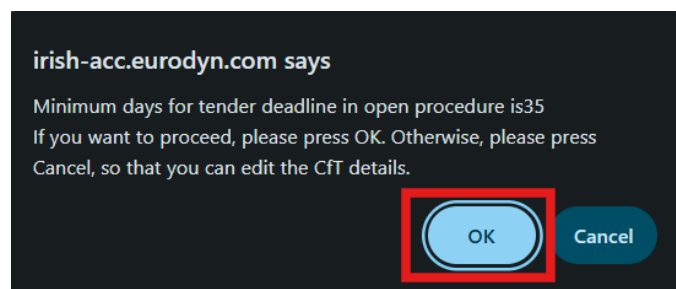 irish-acc.eurodyn.com says
Minimum days for tender deadline in open procedure is35
If you want to proceed, please press OK. Otherwise, please press
Cancel, so that you can edit the CfT details.
OK Cancel